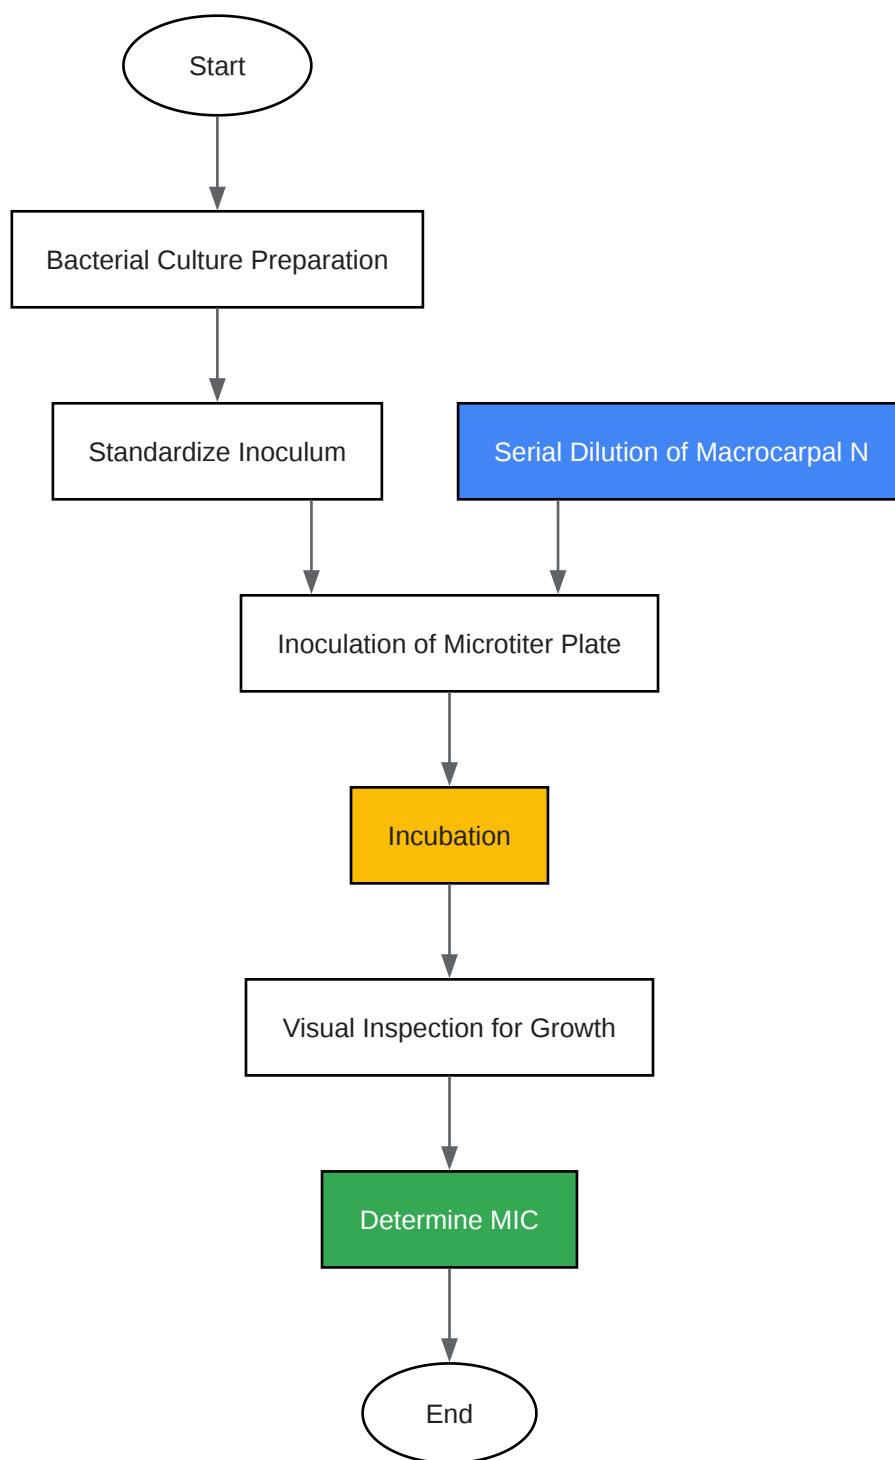 Start
Bacterial Culture Preparation
Standardize Inoculum
Serial Dilution of Macrocarpal N
Inoculation of Microtiter Plate
Incubation
Visual Inspection for Growth
Determine MIC
End